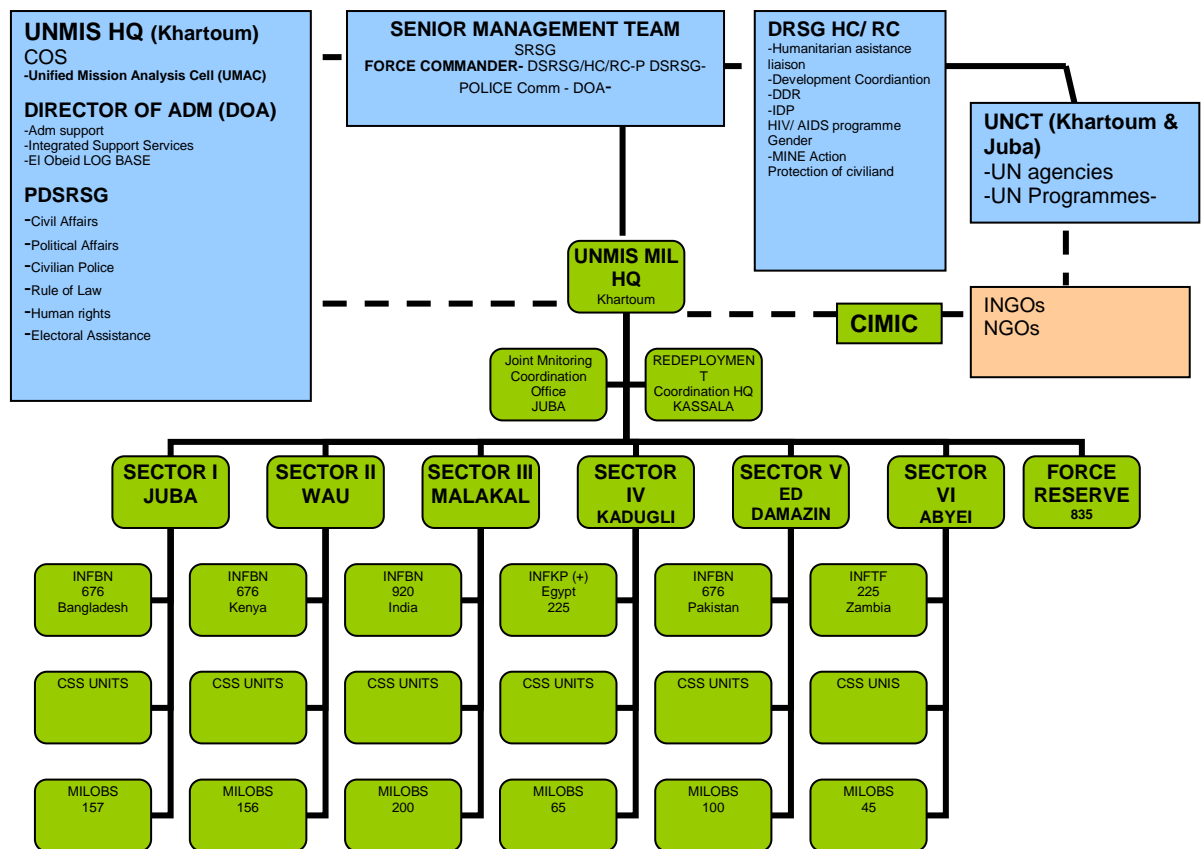 UNMIS HQ (Khartoum)
COS
-Unified Mission Analysis Cell (UMAC)
DIRECTOR OF ADM (DOA)
-Adm support
-Integrated Support Services
-El Obeid LOG BASE
PDSRSG
-Civil Affairs
-Political Affairs
-Civilian Police
-Rule of Law
-Human rights
-Electoral Assistance
SENIOR MANAGEMENT TEAM
SRSG
FORCE COMMANDER- DSRSG/HC/RC-P DSRSG-
POLICE Comm - DOA-
DRSG HC/ RC
-Humanitarian asistance
liaison
-Development Coordiantion
-DDR
-IDP
HIV/ AIDS programme
Gender
-MINE Action
Protection of civiliand
UNCT (Khartoum &
Juba)
-UN agencies
-UN Programmes-
UNMIS MIL
HQ
Khartoum
CIMIC
INGOs
NGOs
Joint Mnitoring
Coordination
Office
JUBA
REDEPLOYMEN
T
Coordination HQ
KASSALA
SECTOR I
JUBA
SECTOR II
WAU
SECTOR III
MALAKAL
SECTOR
IV
KADUGLI
SECTOR V
ED
DAMAZIN
SECTOR
VI
ABYEI
FORCE
RESERVE
835
INFBN
676
Bangladesh
INFBN
676
Kenya
INFBN
920
India
INFKP (+)
Egypt
225
INFBN
676
Pakistan
INFTF
225
Zambia
CSS UNITS
CSS UNITS
CSS UNITS
CSS UNITS
CSS UNITS
CSS UNIS
MILOBS
157
MILOBS
156
MILOBS
200
MILOBS
65
MILOBS
100
MILOBS
45